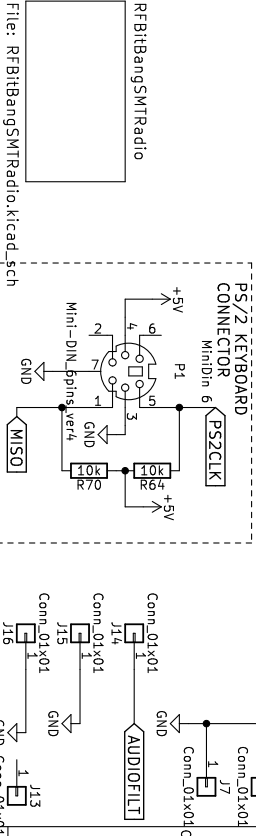 RFBitBangSMTRadio
File: RFBitBangSMTRadio.kicad_sch
PS/2 KEYBOARD
CONNECTOR
MiniDin 6
P1
+5V
2
4
6
7
1
3
5
Mini-DIN_6pins_ver4
GND
GND
PS2CLK
MISO
10k
R70
10k
R64
+5V
Conn_01x01
J14
1
AUDIOFILT
Conn_01x01
J15
1
GND
Conn_01x01
J16
1
GND
GND
1
J7
Conn_01x01
1
J13
Conn_01x01